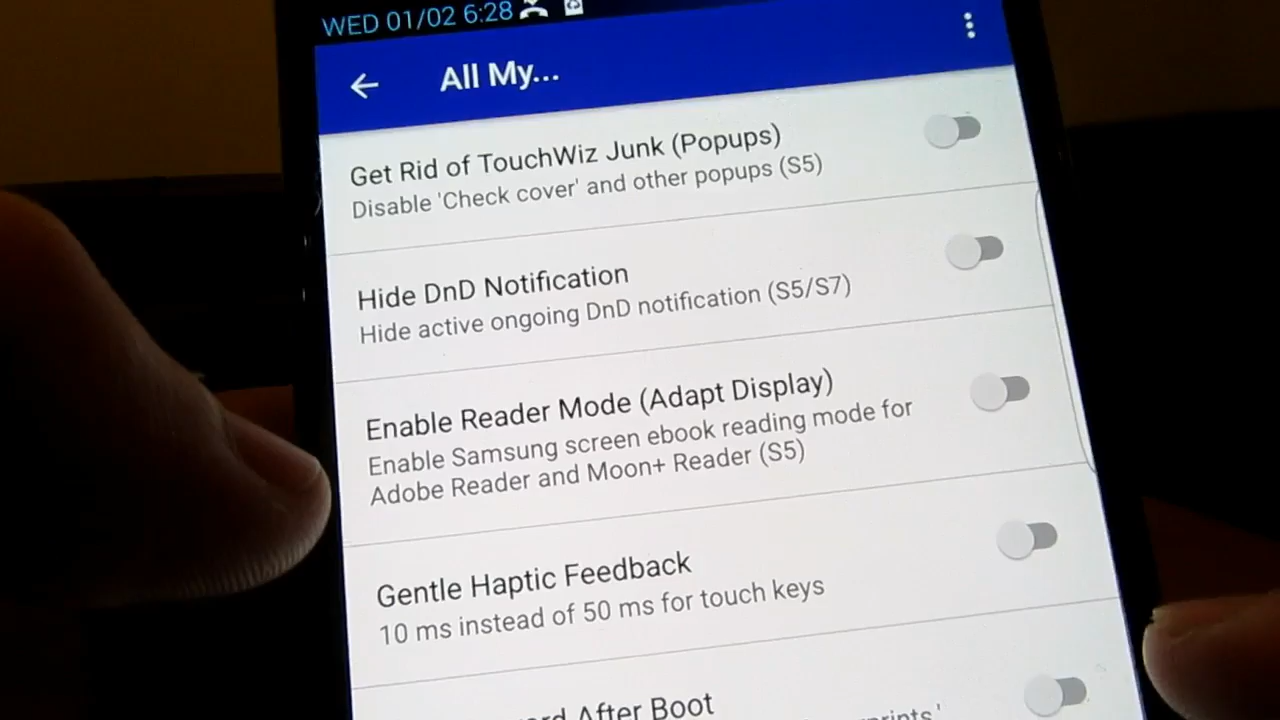 WED 01/02 6:28
All My...
Get Rid of TouchWiz Junk (Popups)
Disable 'Check cover' and other popups (S5)
Hide DnD Notification
Hide active ongoing DnD notification (S5/S7)
Enable Reader Mode (Adapt Display)
Enable Samsung screen ebook reading mode for
Adobe Reader and Moon+ Reader (S5)
Gentle Haptic Feedback
10 ms instead of 50 ms for touch keys
After Boot